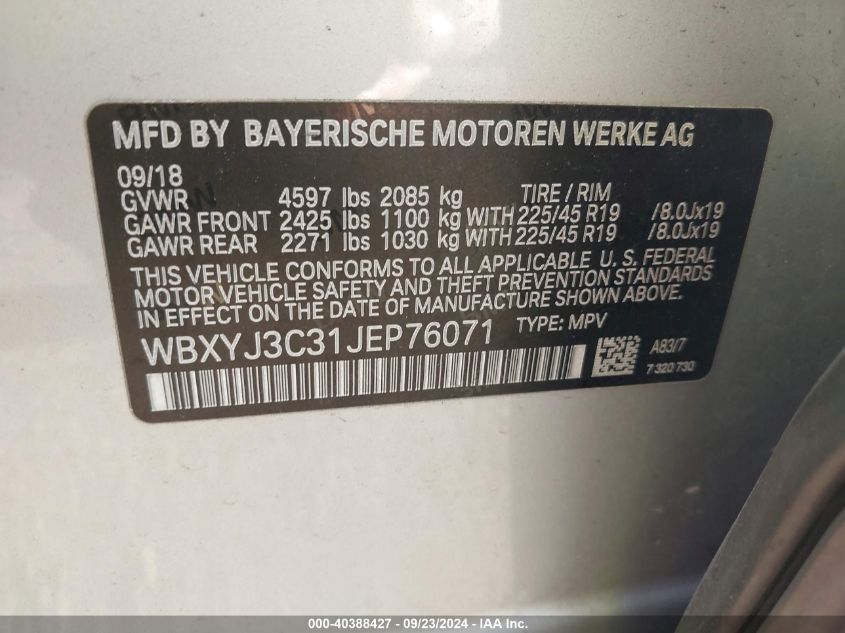 MFD BY BAYERISCHE MOTOREN WERKE AG
09/18
GVWR 4597 lbs 2085 kg TIRE / RIM
GAWR FRONT 2425 lbs 1100 kg WITH 225/45 R19 /8.0Jx19
GAWR REAR 2271 lbs 1030 kg WITH 225/45 R19 /8.0Jx19
THIS VEHICLE CONFORMS TO ALL APPLICABLE U. S. FEDERAL
MOTOR VEHICLE SAFETY AND THEFT PREVENTION STANDARDS
IN EFFECT ON THE DATE OF MANUFACTURE SHOWN ABOVE.
WBXYJ3C31JEP76071 TYPE: MPV
A83/7
7 320 730
000-40388427 - 09/23/2024 - IAA Inc.